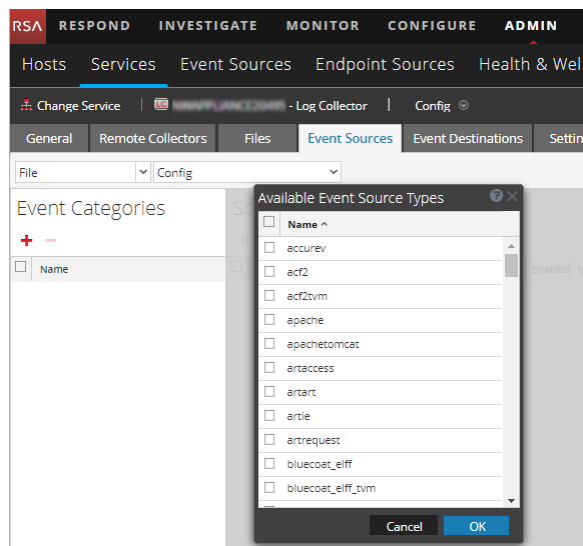 RSA RESPOND INVESTIGATE MONITOR CONFIGURE ADMIN
Hosts Services Event Sources Endpoint Sources Health & Wel
Change Service | LC - Log Collector | Config
General Remote Collectors Files Event Sources Event Destinations Settin
File Config
Event Categories
Available Event Source Types
Name
Name
Enabled
accurev
acf2
acf2tvm
apache
apachetomcat
artaccess
artart
artie
artrequest
bluecoat_elff
bluecoat_elff_tvm
Cancel OK